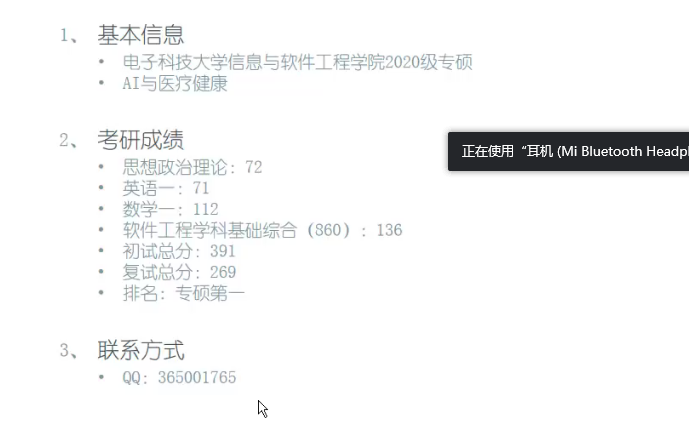 1、 基本信息
• 电子科技大学信息与软件工程学院2020级专硕
• AI与医疗健康
2、 考研成绩
正在使用“耳机 (Mi Bluetooth Headp
• 思想政治理论: 72
• 英语一: 71
• 数学一: 112
• 软件工程学科基础综合（860）: 136
• 初试总分: 391
• 复试总分: 269
• 排名: 专硕第一
3、 联系方式
• QQ: 365001765